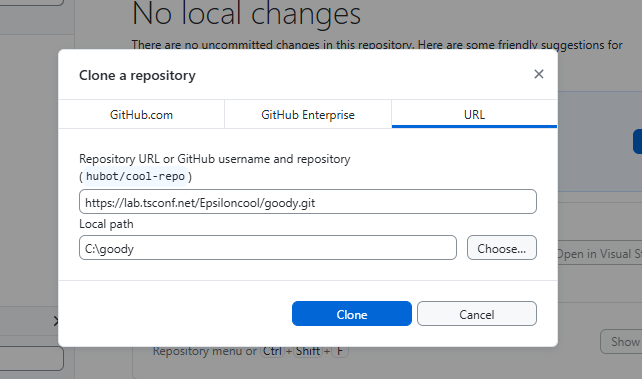 No local changes
There are no uncommitted changes in this repository. Here are some friendly suggestions for
Clone a repository
GitHub.com
GitHub Enterprise
URL
Repository URL or GitHub username and repository
(hubot/cool-repo)
https://lab.tsconf.net/Epsiloncool/goody.git
Local path
C:\goody
Choose...
Open in Visual St
Clone
Cancel
Repository menu or Ctrl + Shift + F
Show